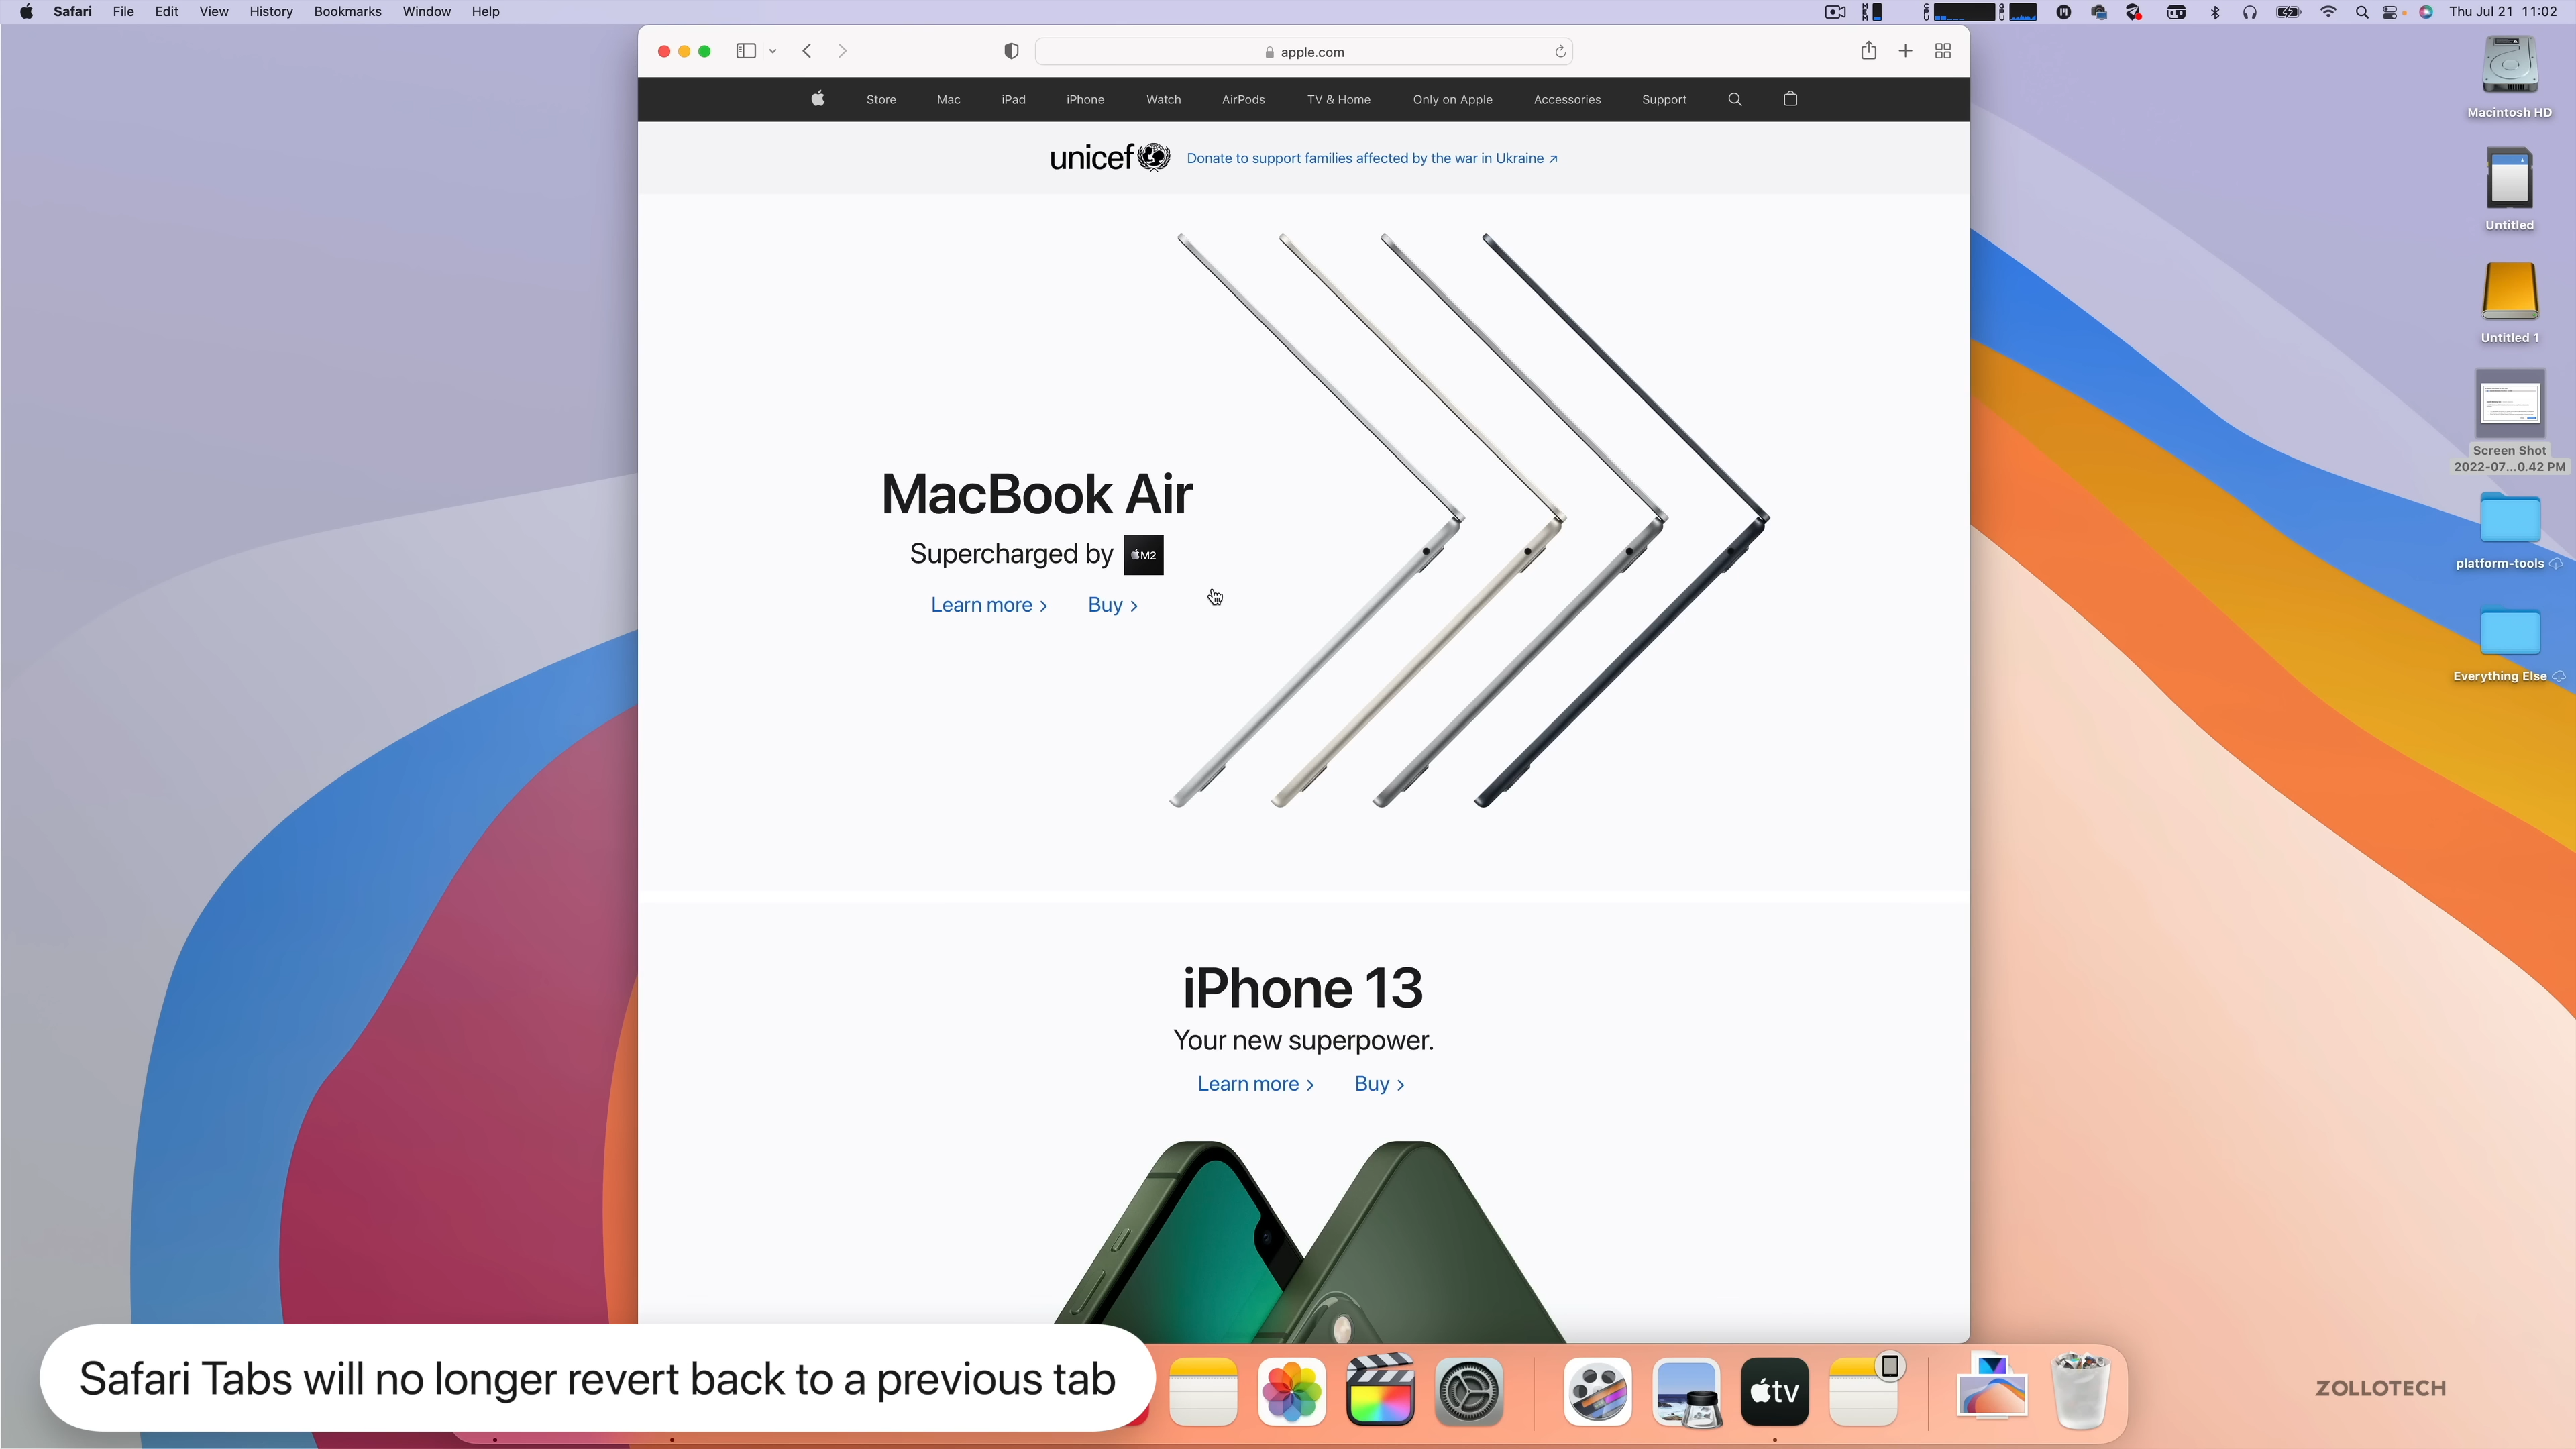 Safari File Edit View History Bookmarks Window Help
MEM CPU GPU Thu Jul 21 11:02
apple.com
Store Mac iPad iPhone Watch AirPods TV & Home Only on Apple Accessories Support
unicef Donate to support families affected by the war in Ukraine ↗
MacBook Air
Supercharged by M2
Learn more > Buy >
iPhone 13
Your new superpower.
Learn more > Buy >
Macintosh HD
Untitled
Untitled 1
Screen Shot
2022-07...0.42 PM
platform-tools
Everything Else
Safari Tabs will no longer revert back to a previous tab
tv
ZOLLOTECH